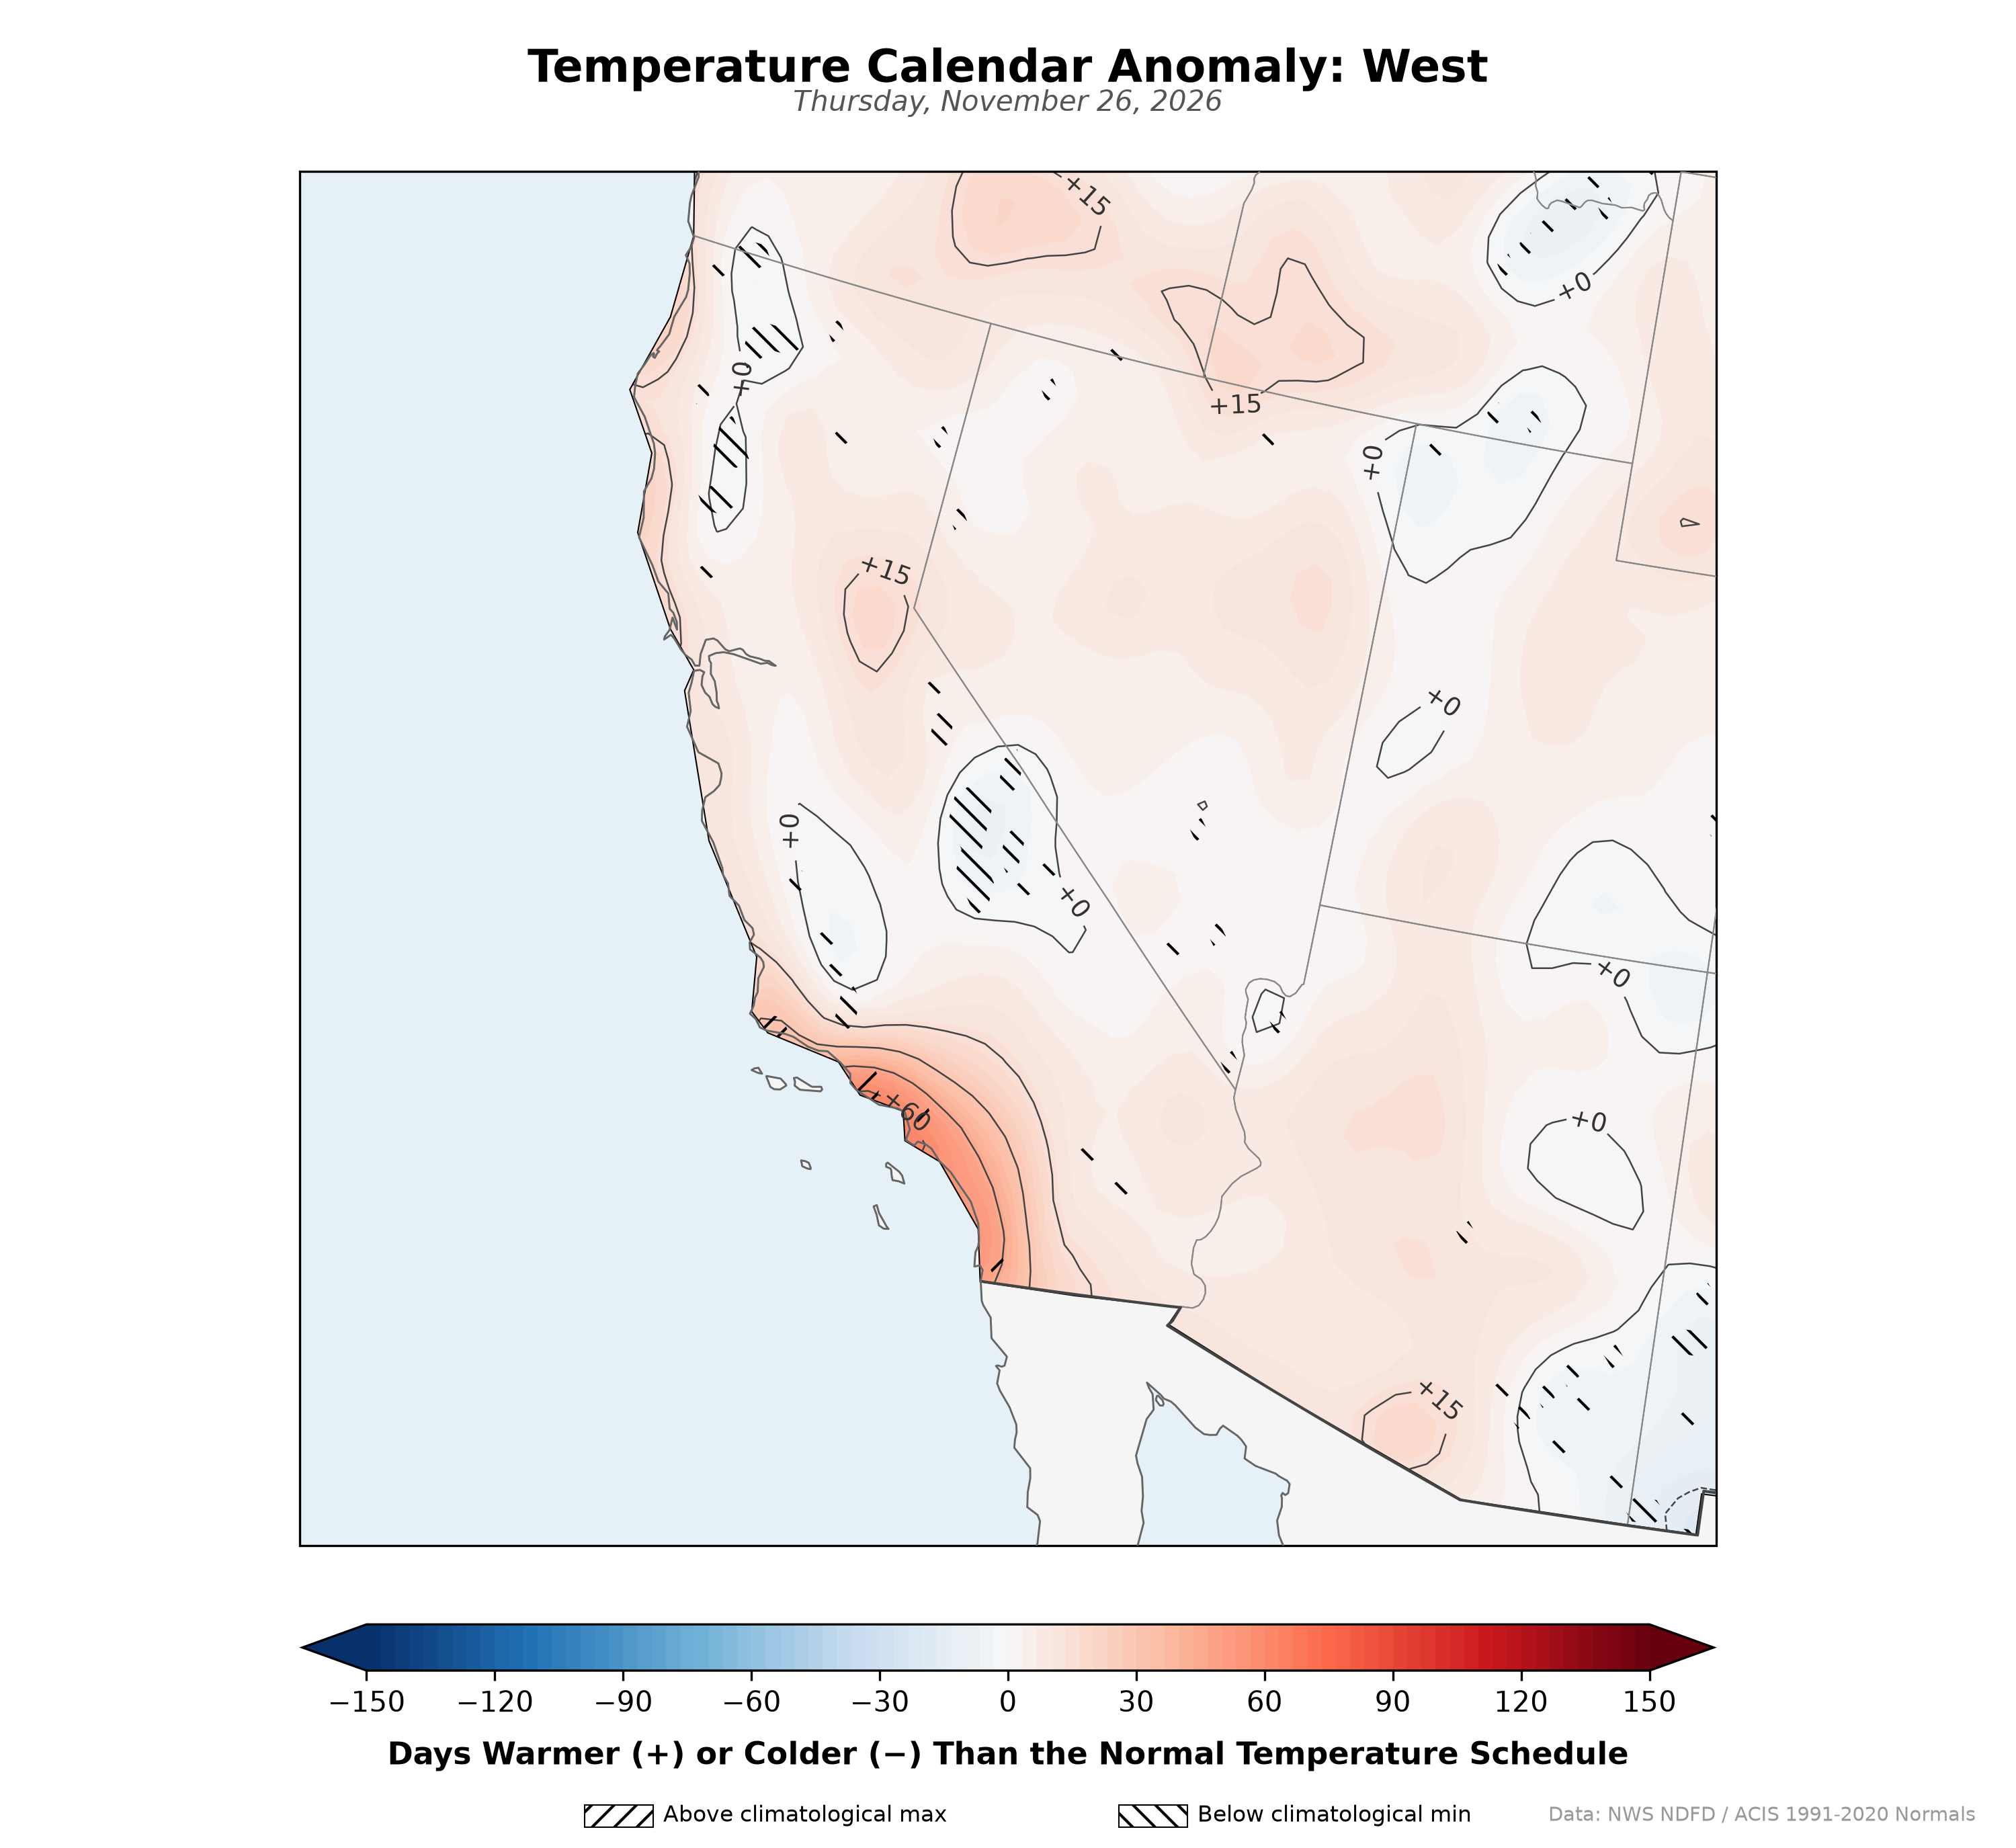 Temperature Calendar Anomaly: West
Thursday, November 26, 2026
+15
+0
+0
+15
+0
+15
+0
+0
+0
+0
+60
+0
+15
−150 −120 −90 −60 −30 0 30 60 90 120 150
Days Warmer (+) or Colder (−) Than the Normal Temperature Schedule
Above climatological max Below climatological min Data: NWS NDFD / ACIS 1991-2020 Normals